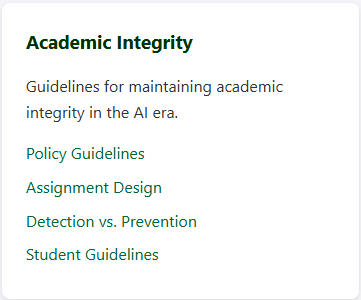 Academic Integrity
Guidelines for maintaining academic
integrity in the AI era.
Policy Guidelines
Assignment Design
Detection vs. Prevention
Student Guidelines